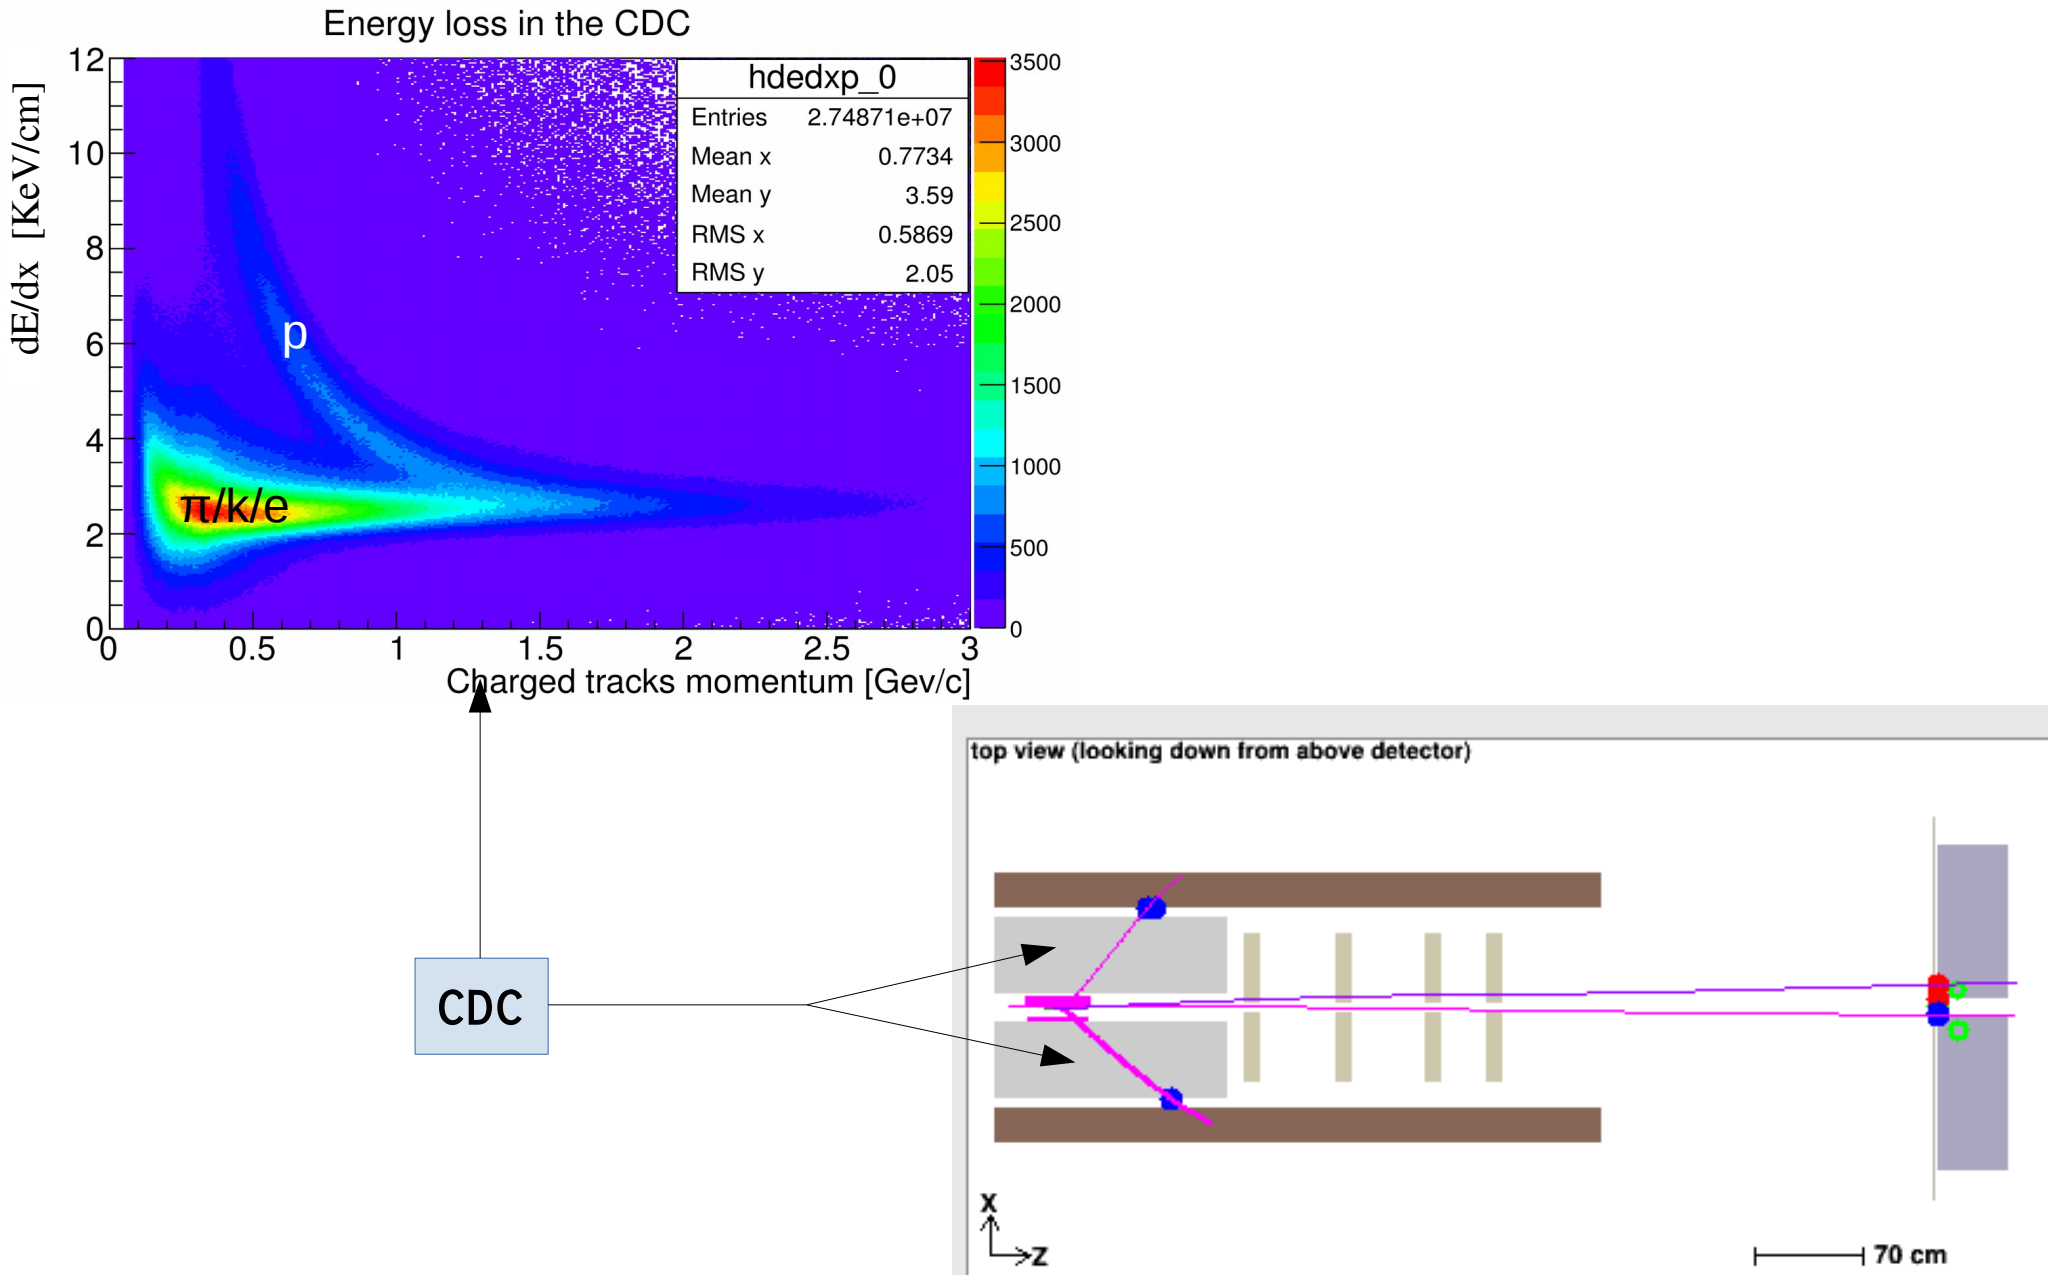 Energy loss in the CDC
dE/dx [KeV/cm]
12
10
8
6
4
2
0
hdedxp_0
Entries 2.74871e+07
Mean x 0.7734
Mean y 3.59
RMS x 0.5869
RMS y 2.05
p
π/k/e
3500
3000
2500
2000
1500
1000
500
0
0 0.5 1 1.5 2 2.5 3
Charged tracks momentum [Gev/c]
top view (looking down from above detector)
CDC
X
Z
70 cm